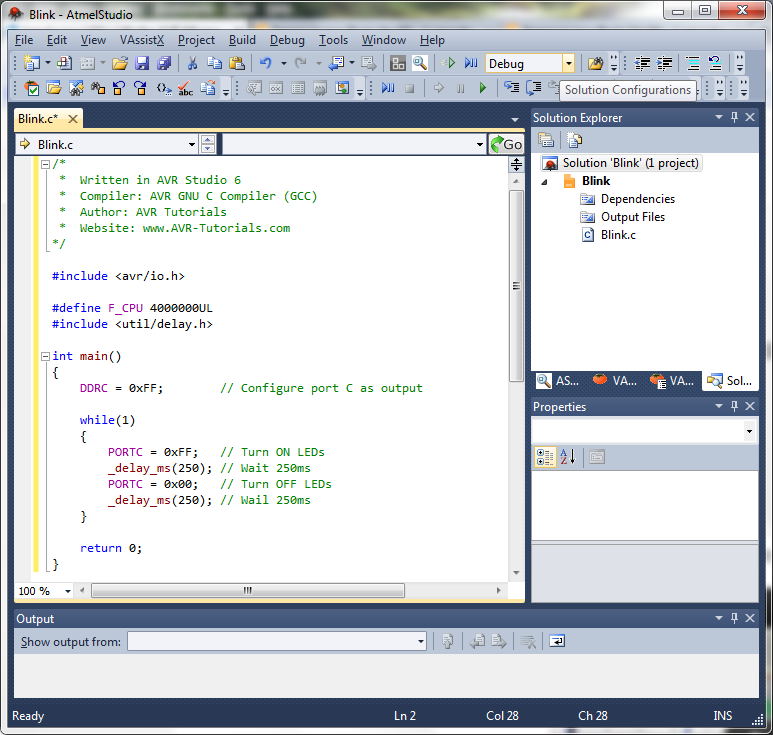 Blink - AtmelStudio
File Edit View VAssistX Project Build Debug Tools Window Help
Debug
Solution Configurations
Blink.c*
Blink.c
Go
/*
* Written in AVR Studio 6
* Compiler: AVR GNU C Compiler (GCC)
* Author: AVR Tutorials
* Website: www.AVR-Tutorials.com
*/
#include <avr/io.h>
#define F_CPU 4000000UL
#include <util/delay.h>
int main()
{
DDRC = 0xFF; // Configure port C as output
while(1)
{
PORTC = 0xFF; // Turn ON LEDs
_delay_ms(250); // Wait 250ms
PORTC = 0x00; // Turn OFF LEDs
_delay_ms(250); // Wail 250ms
}
return 0;
}
100 %
Solution Explorer
Solution 'Blink' (1 project)
Blink
Dependencies
Output Files
Blink.c
AS... VA... VA... Sol...
Properties
Output
Show output from:
Ready Ln 2 Col 28 Ch 28 INS